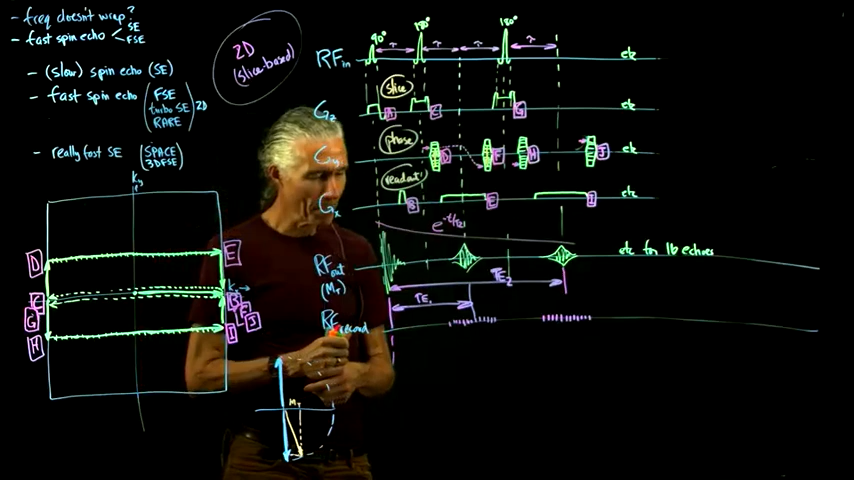 - freq doesn't wrap?
- fast spin echo < SE
FSE
- (slow) spin echo (SE)
- fast spin echo (FSE
turbo SE
RARE) 2D
- really fast SE (SPACE
3DFSE)
2D
(slice-based)
90° 180° 180°
RFin τ τ τ τ etc
slice
Gz A C G etc
phase
Gy D F H J etc
readout
Gx B E I etc
e^-t/T2
RFout etc for 16 echoes
(MT)
TE2
TE1
RFrecord
ky
D E
kx
C B
G F
J
H I
MT